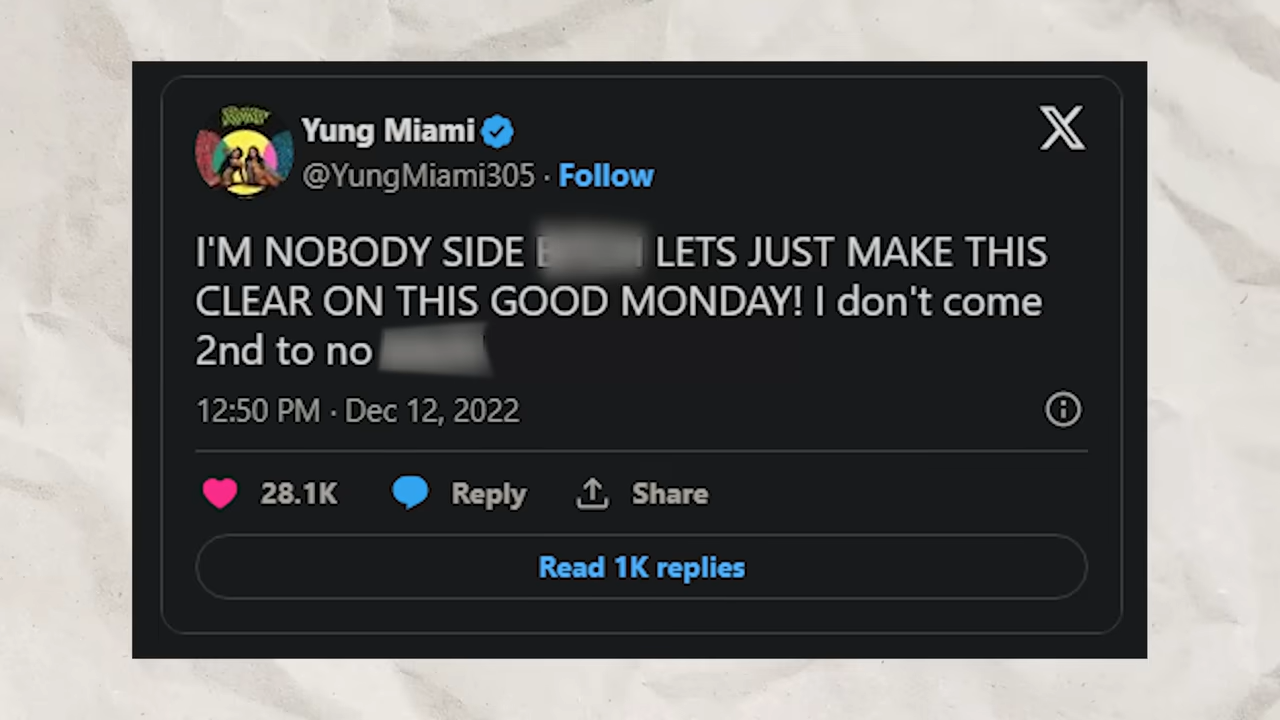 Yung Miami
@YungMiami305 · Follow
I'M NOBODY SIDE LETS JUST MAKE THIS
CLEAR ON THIS GOOD MONDAY! I don't come
2nd to no
12:50 PM · Dec 12, 2022
28.1K Reply Share
Read 1K replies